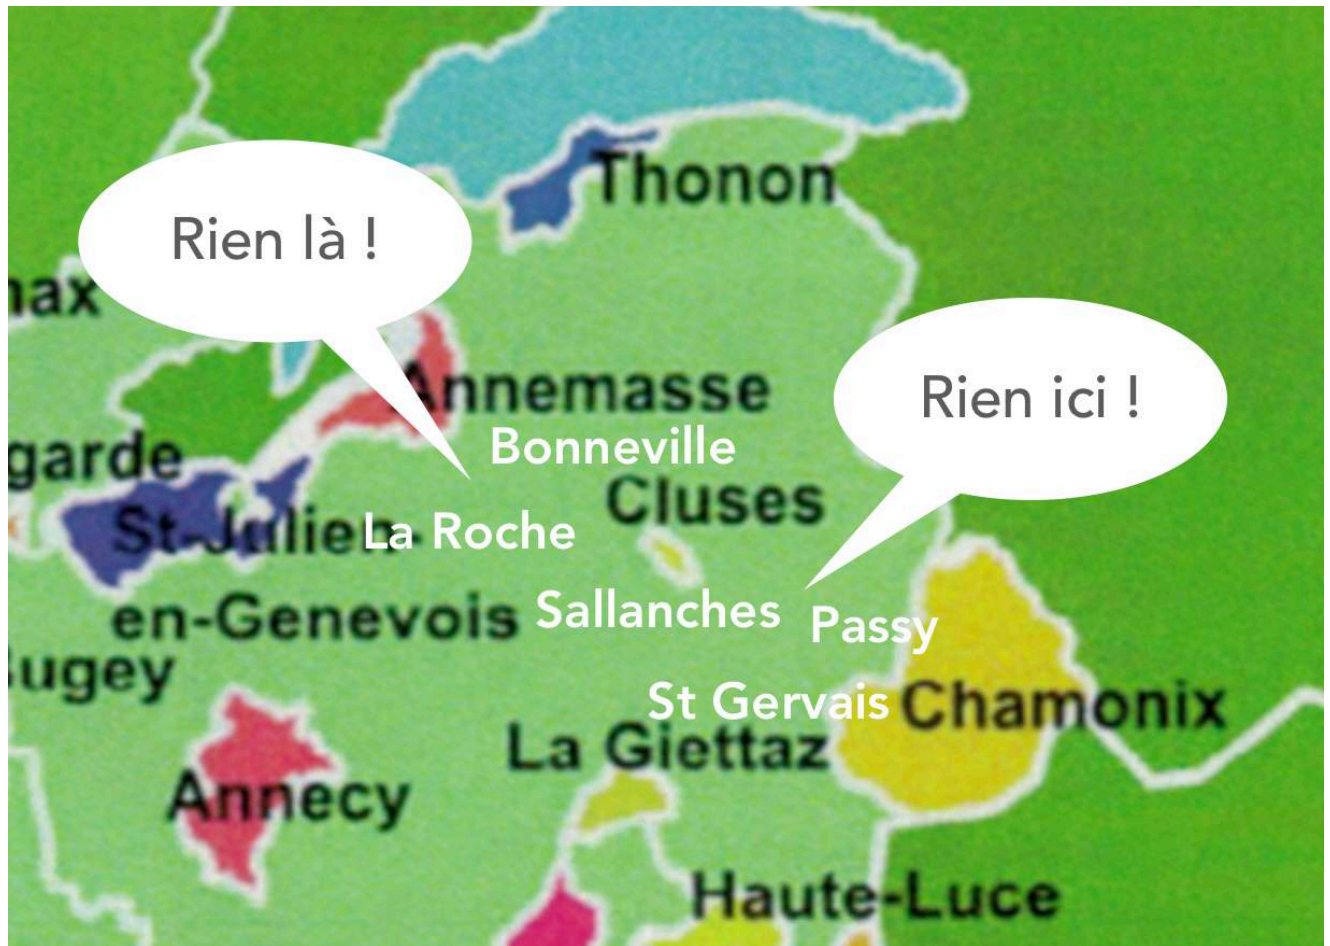 Thonon
Rien là !
ax
Annemasse
Rien ici !
Bonneville
garde
Cluses
St-Julien-
La Roche
en-Genevois
Sallanches
Passy
ugey
St Gervais
Chamonix
La Giettaz
Annecy
Haute-Luce